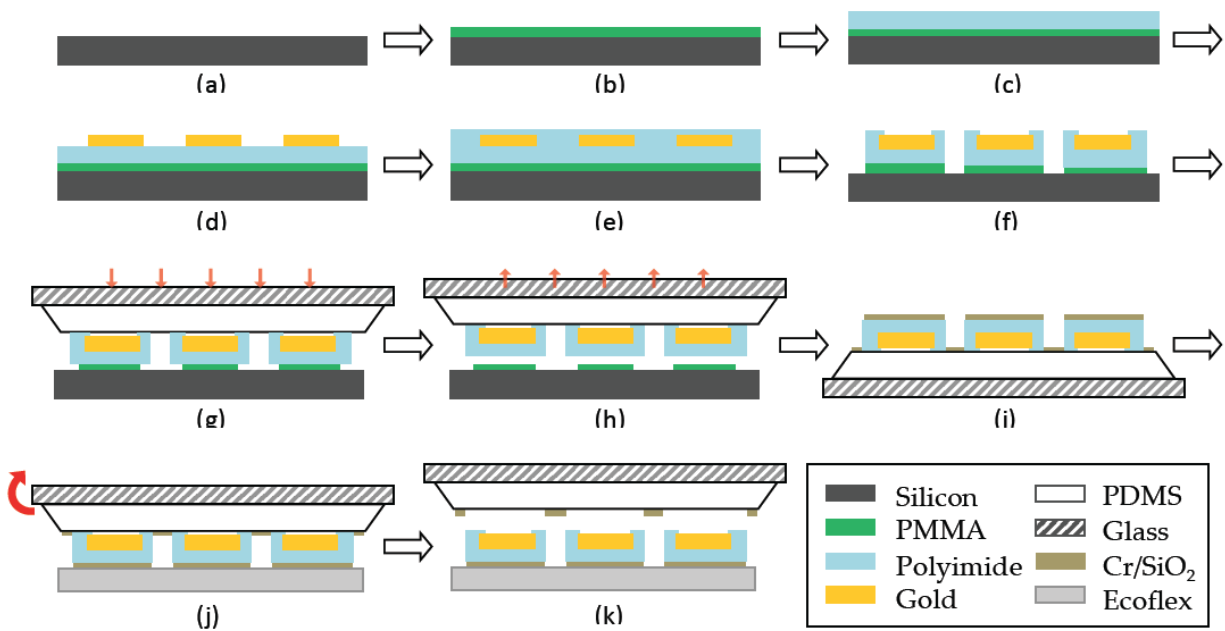 (a)
(b)
(c)
(d)
(e)
(f)
(g)
(h)
(i)
(j)
(k)
Silicon
PMMA
Polyimide
Gold
PDMS
Glass
Cr/SiO₂
Ecoflex